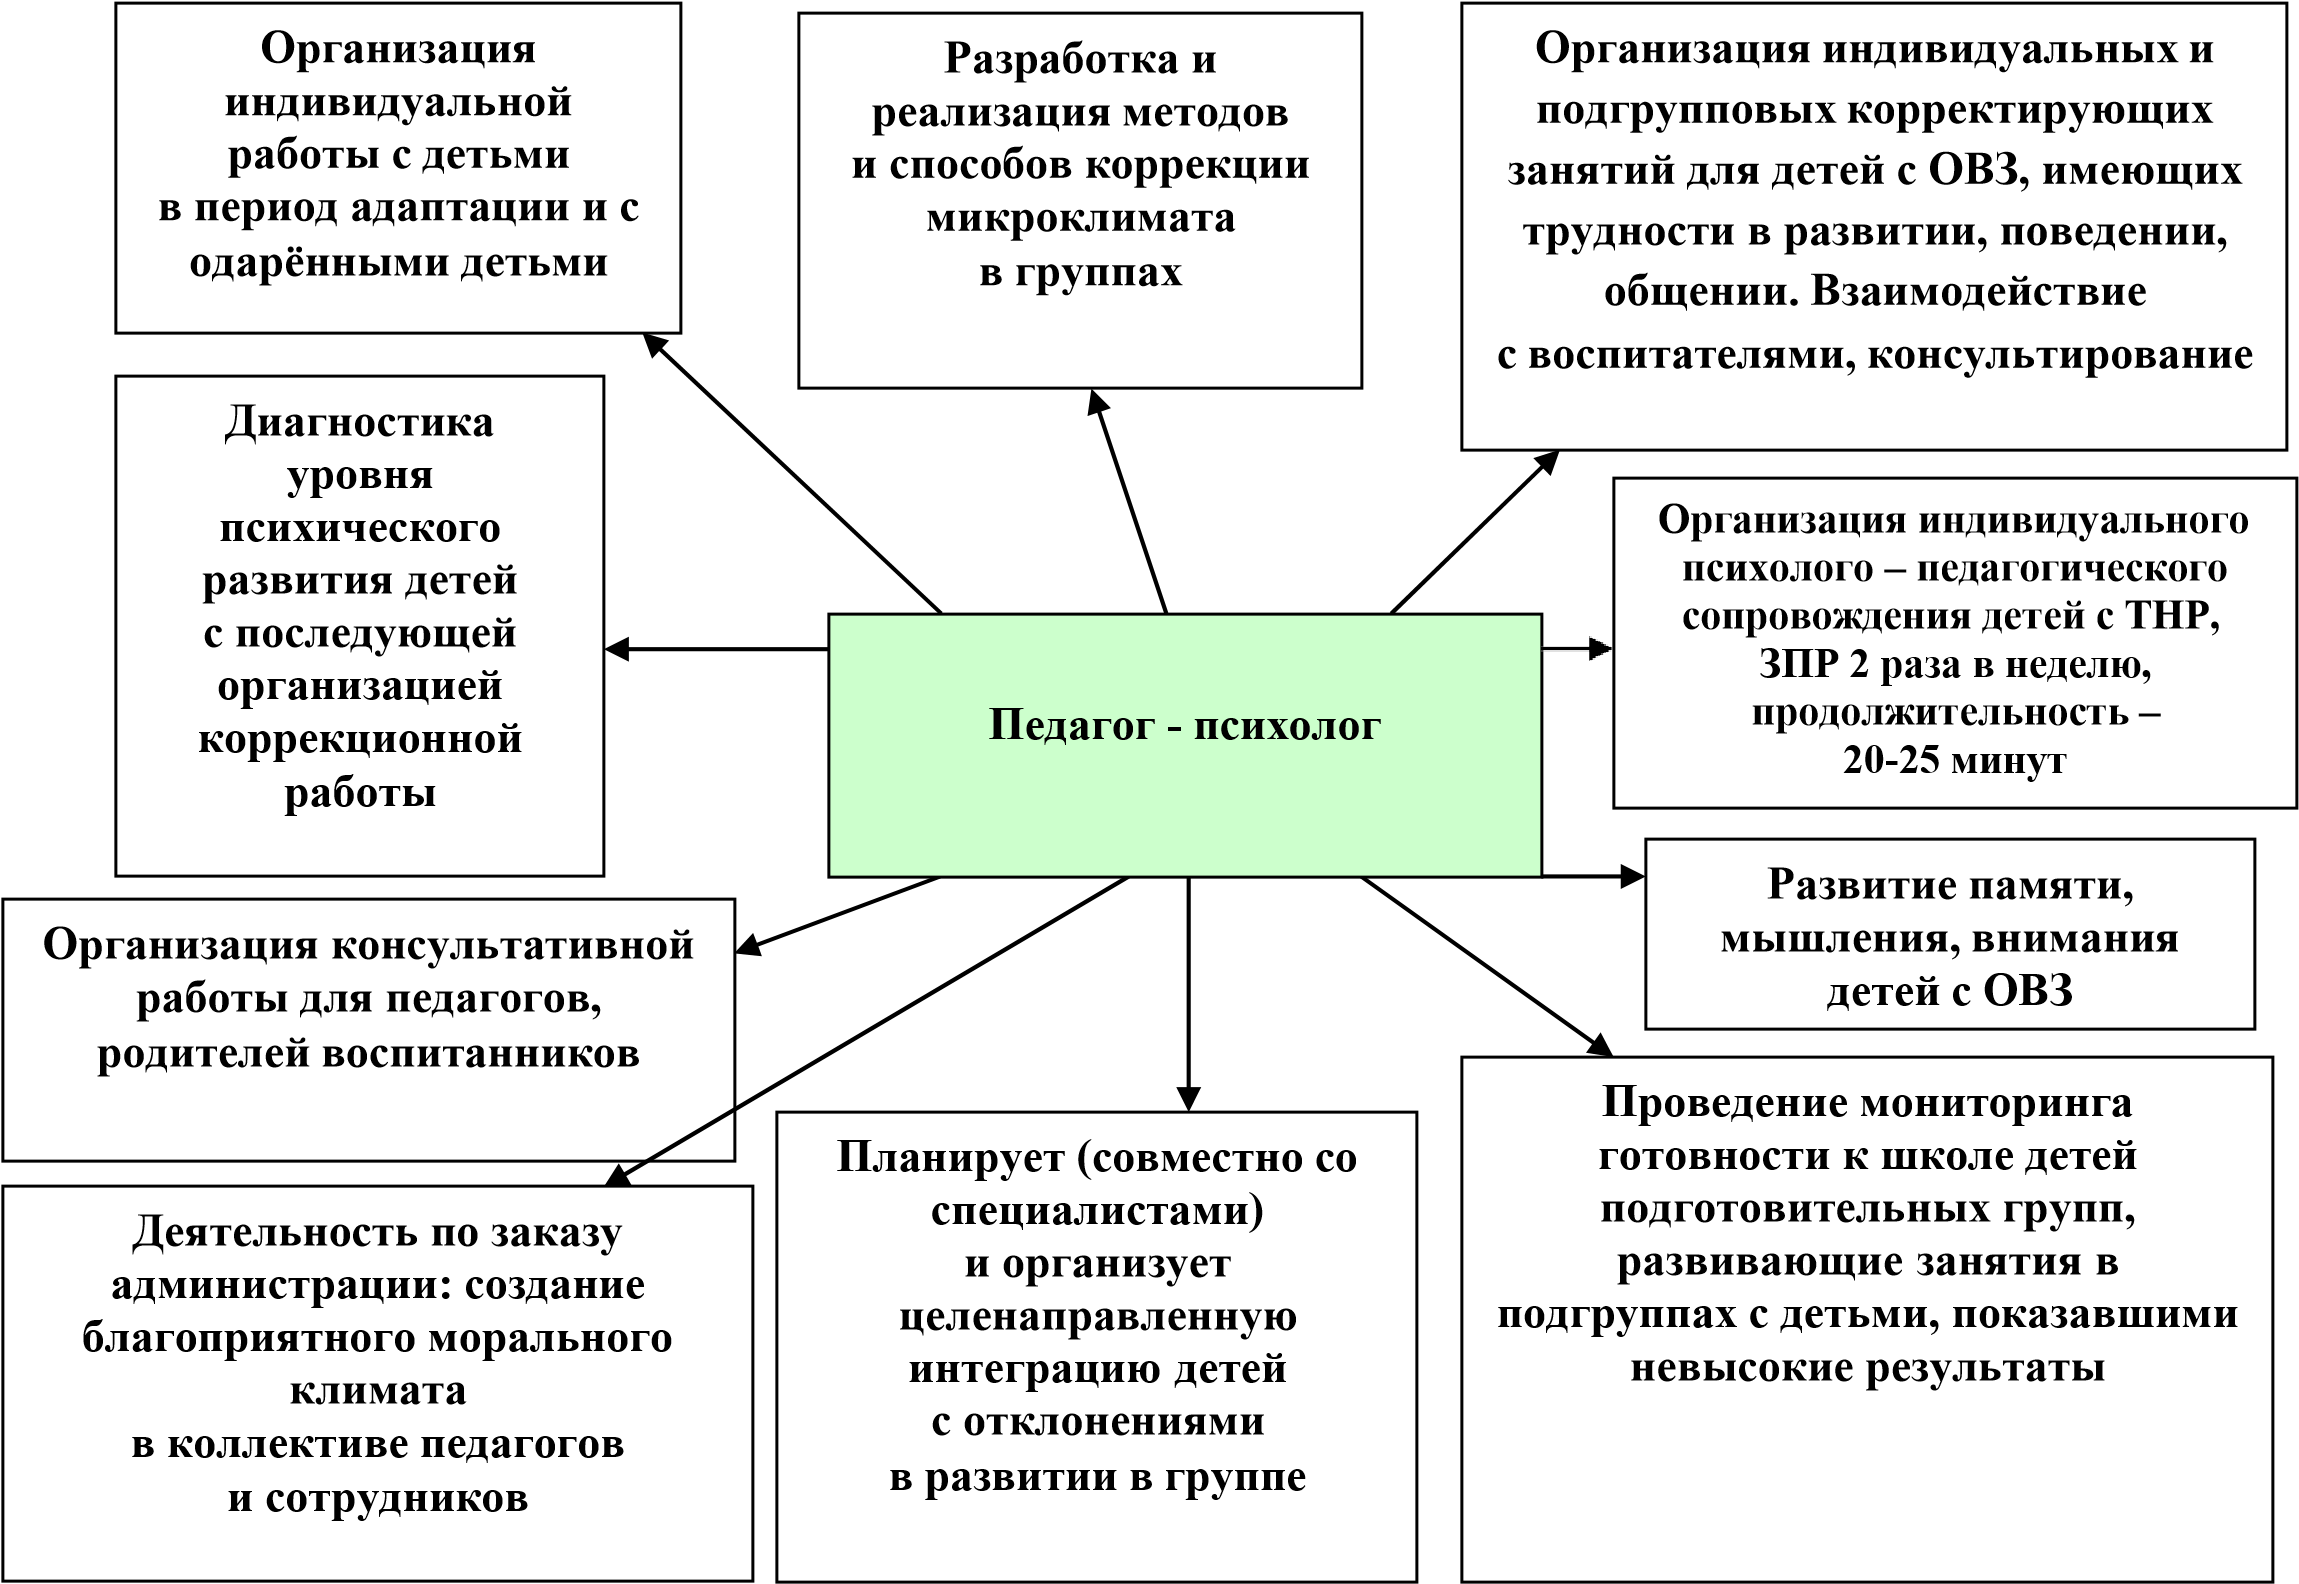 Организация
индивидуальной
работы с детьми
в период адаптации и с
одарёнными детьми
Разработка и
реализация методов
и способов коррекции
микроклимата
в группах
Организация индивидуальных и
подгрупповых корректирующих
занятий для детей с ОВЗ, имеющих
трудности в развитии, поведении,
общении. Взаимодействие
с воспитателями, консультирование
Диагностика
уровня
психического
развития детей
с последующей
организацией
коррекционной
работы
Педагог - психолог
Организация индивидуального
психолого – педагогического
сопровождения детей с ТНР,
ЗПР 2 раза в неделю,
продолжительность –
20-25 минут
Развитие памяти,
мышления, внимания
детей с ОВЗ
Организация консультативной
работы для педагогов,
родителей воспитанников
Деятельность по заказу
администрации: создание
благоприятного морального
климата
в коллективе педагогов
и сотрудников
Планирует (совместно со
специалистами)
и организует
целенаправленную
интеграцию детей
с отклонениями
в развитии в группе
Проведение мониторинга
готовности к школе детей
подготовительных групп,
развивающие занятия в
подгруппах с детьми, показавшими
невысокие результаты